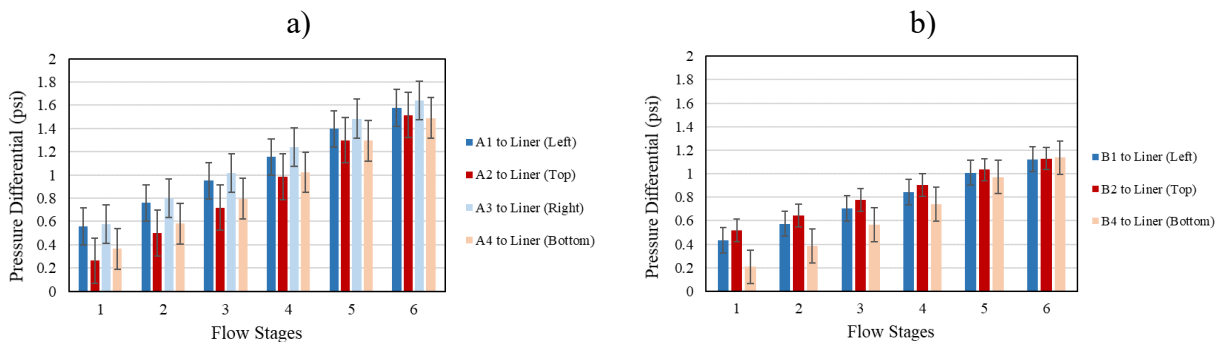 a)
2
1.8
1.6
1.4
1.2
1
0.8
0.6
0.4
0.2
0
Pressure Differential (psi)
1 2 3 4 5 6
Flow Stages
A1 to Liner (Left)
A2 to Liner (Top)
A3 to Liner (Right)
A4 to Liner (Bottom)
b)
2
1.8
1.6
1.4
1.2
1
0.8
0.6
0.4
0.2
0
Pressure Differential (psi)
1 2 3 4 5 6
Flow Stages
B1 to Liner (Left)
B2 to Liner (Top)
B4 to Liner (Bottom)